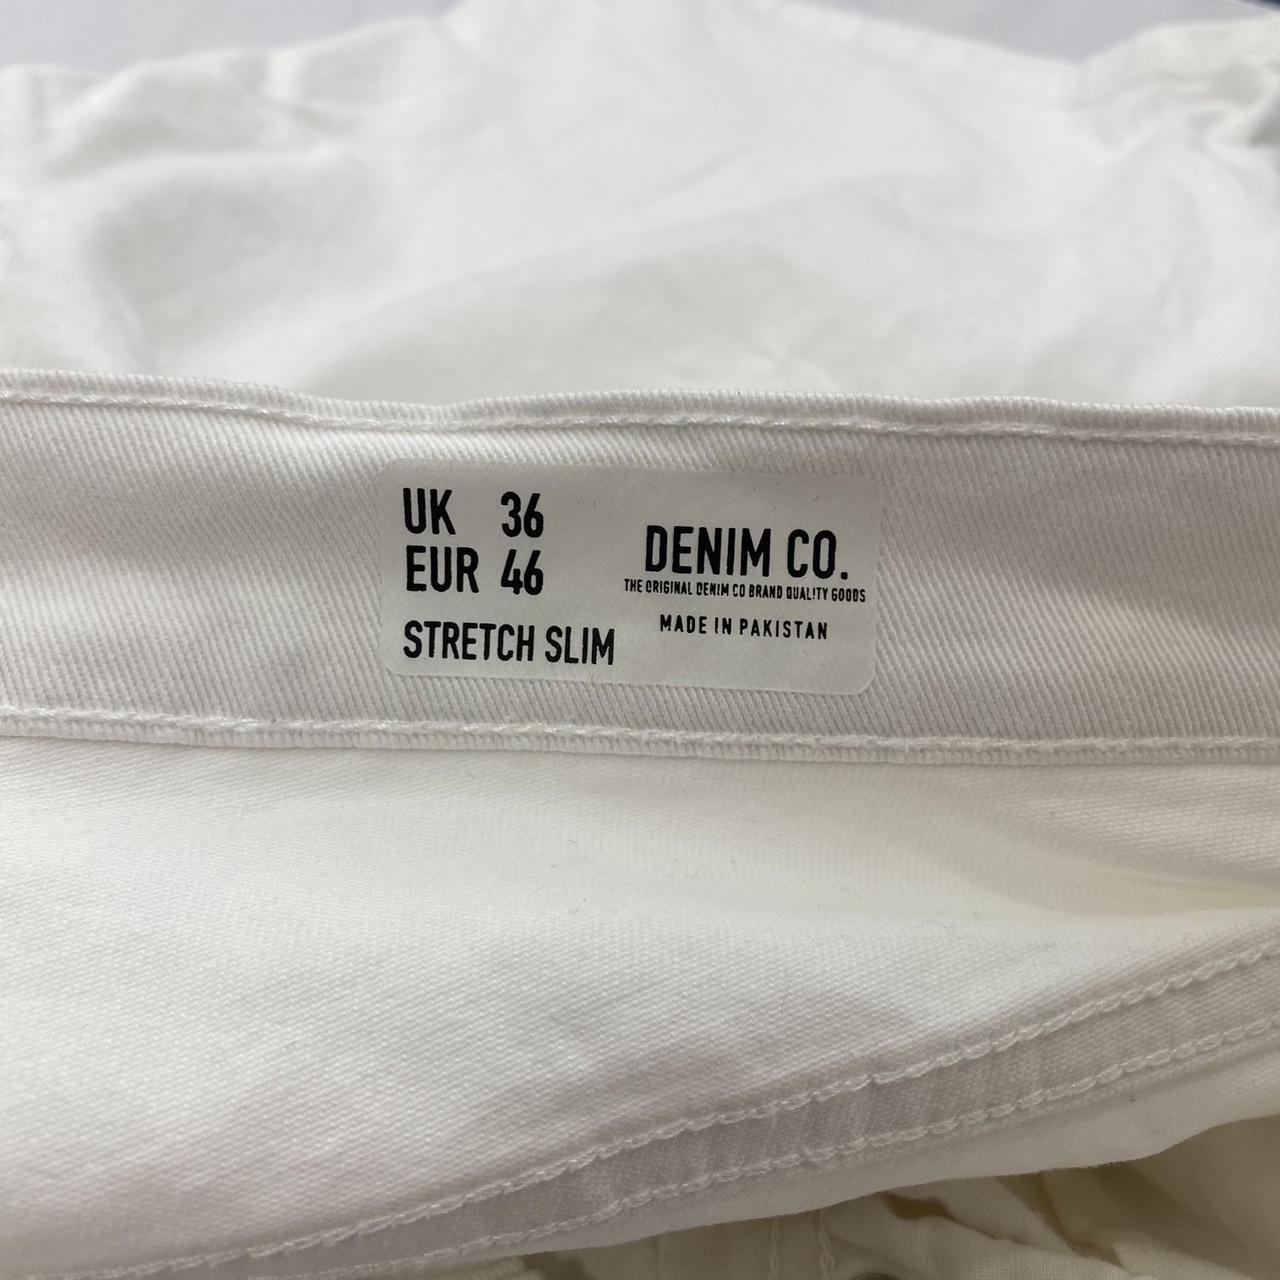 UK 36
EUR 46
STRETCH SLIM
DENIM CO.
THE ORIGINAL DENIM CO BRAND QUALITY GOODS
MADE IN PAKISTAN